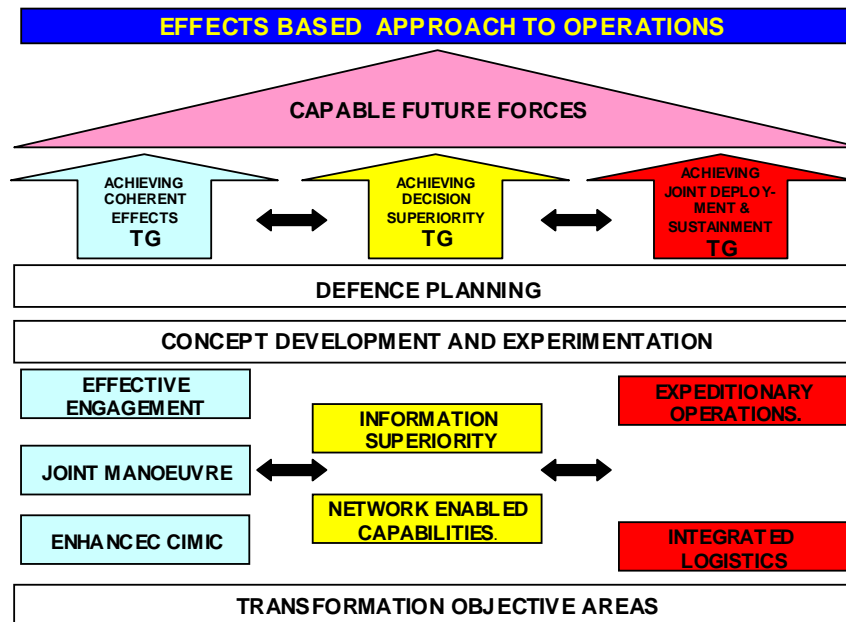 EFFECTS BASED APPROACH TO OPERATIONS
CAPABLE FUTURE FORCES
ACHIEVING
COHERENT
EFFECTS
TG
ACHIEVING
DECISION
SUPERIORITY
TG
ACHIEVING
JOINT DEPLOY-
MENT &
SUSTAINMENT
TG
DEFENCE PLANNING
CONCEPT DEVELOPMENT AND EXPERIMENTATION
EFFECTIVE
ENGAGEMENT
JOINT MANOEUVRE
ENHANCEC CIMIC
INFORMATION
SUPERIORITY
NETWORK ENABLED
CAPABILITIES.
EXPEDITIONARY
OPERATIONS.
INTEGRATED
LOGISTICS
TRANSFORMATION OBJECTIVE AREAS